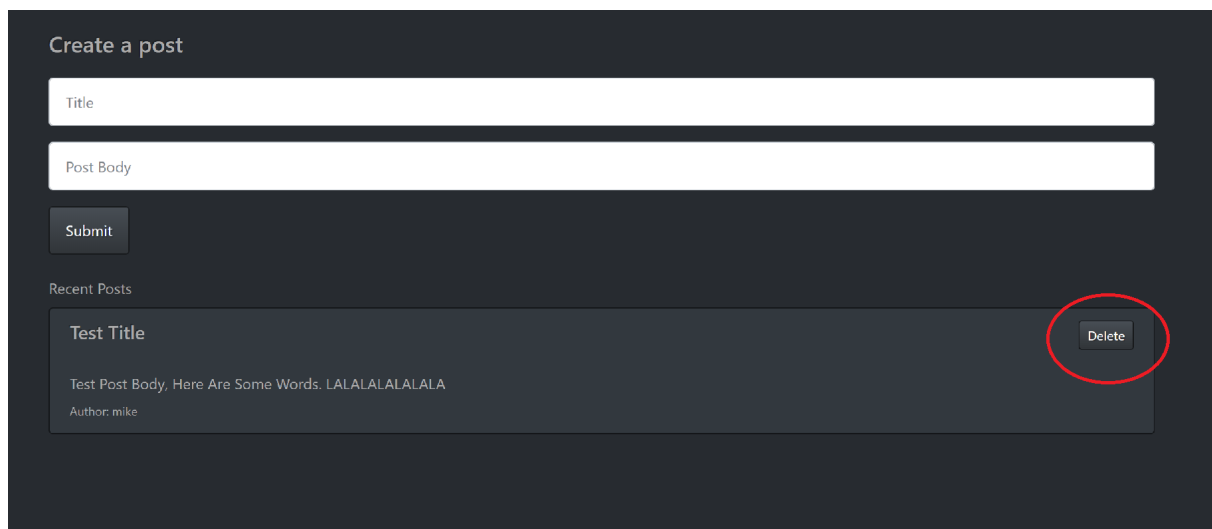 Create a post
Title
Post Body
Submit
Recent Posts
Test Title
Delete
Test Post Body, Here Are Some Words. LALALALALALALA
Author: mike